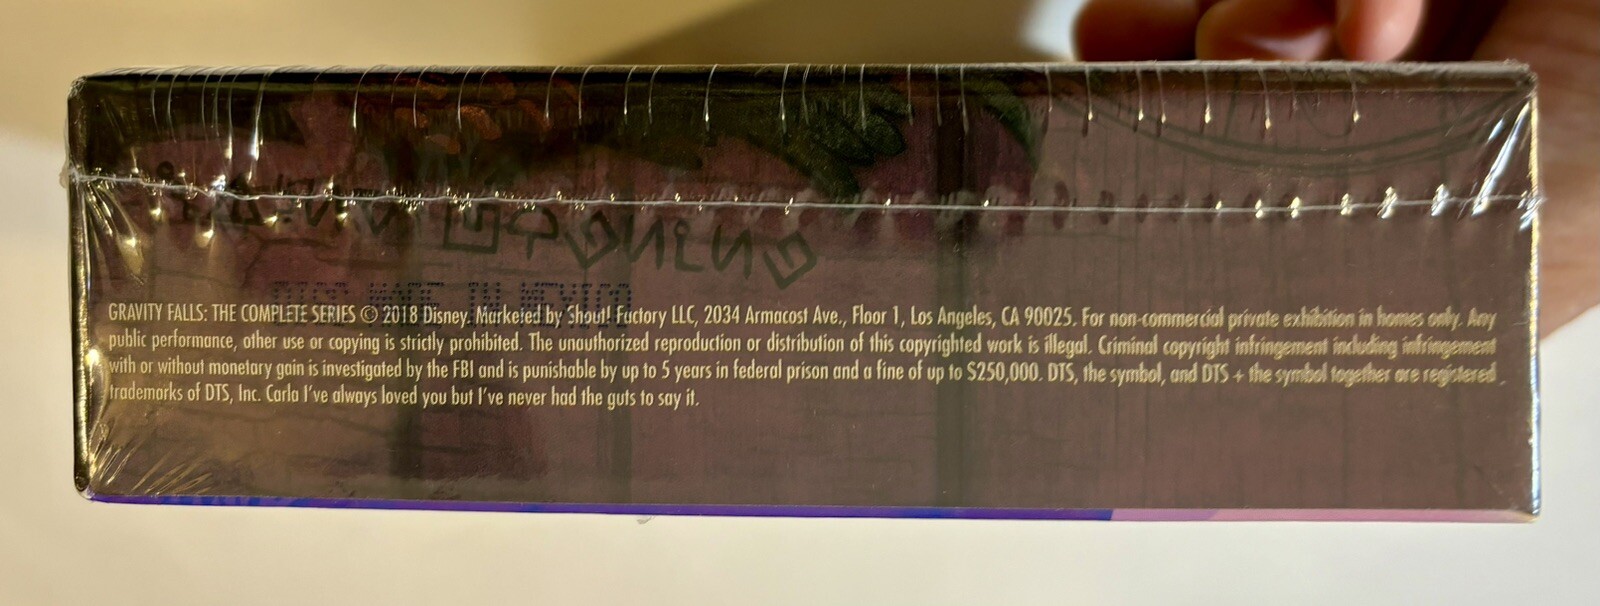 DISC MADE IN MEXICO
GRAVITY FALLS: THE COMPLETE SERIES © 2018 Disney. Marketed by Shout! Factory LLC, 2034 Armacost Ave., Floor 1, Los Angeles, CA 90025. For non-commercial private exhibition in homes only. Any
public performance, other use or copying is strictly prohibited. The unauthorized reproduction or distribution of this copyrighted work is illegal. Criminal copyright infringement including infringement
with or without monetary gain is investigated by the FBI and is punishable by up to 5 years in federal prison and a fine of up to $250,000. DTS, the symbol, and DTS + the symbol together are registered
trademarks of DTS, Inc. Carla I've always loved you but I've never had the guts to say it.